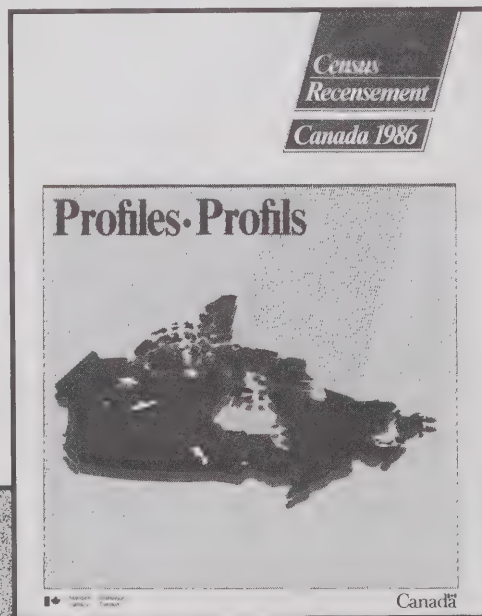 Census
Recensement
Canada 1986
Profiles • Profils
Canada